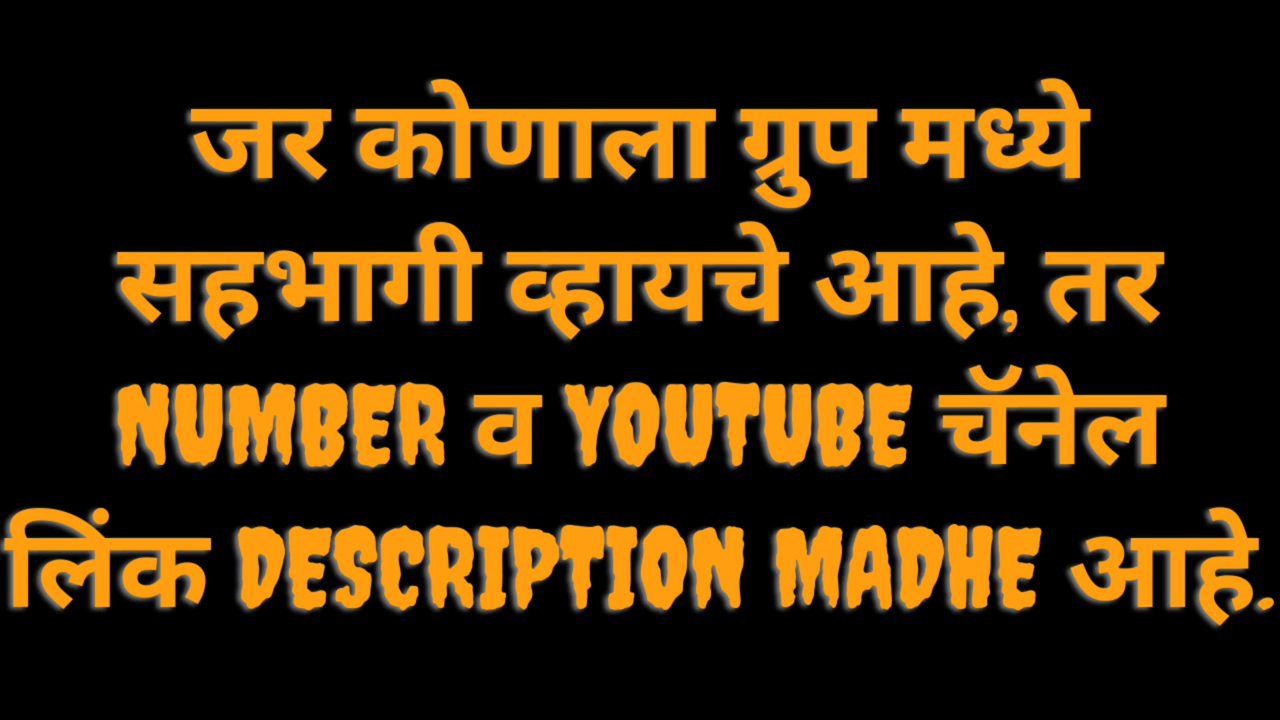 जर कोणाला ग्रुप मध्ये
सहभागी व्हायचे आहे, तर
NUMBER व YOUTUBE चॅनेल
लिंक DESCRIPTION MADHE आहे.